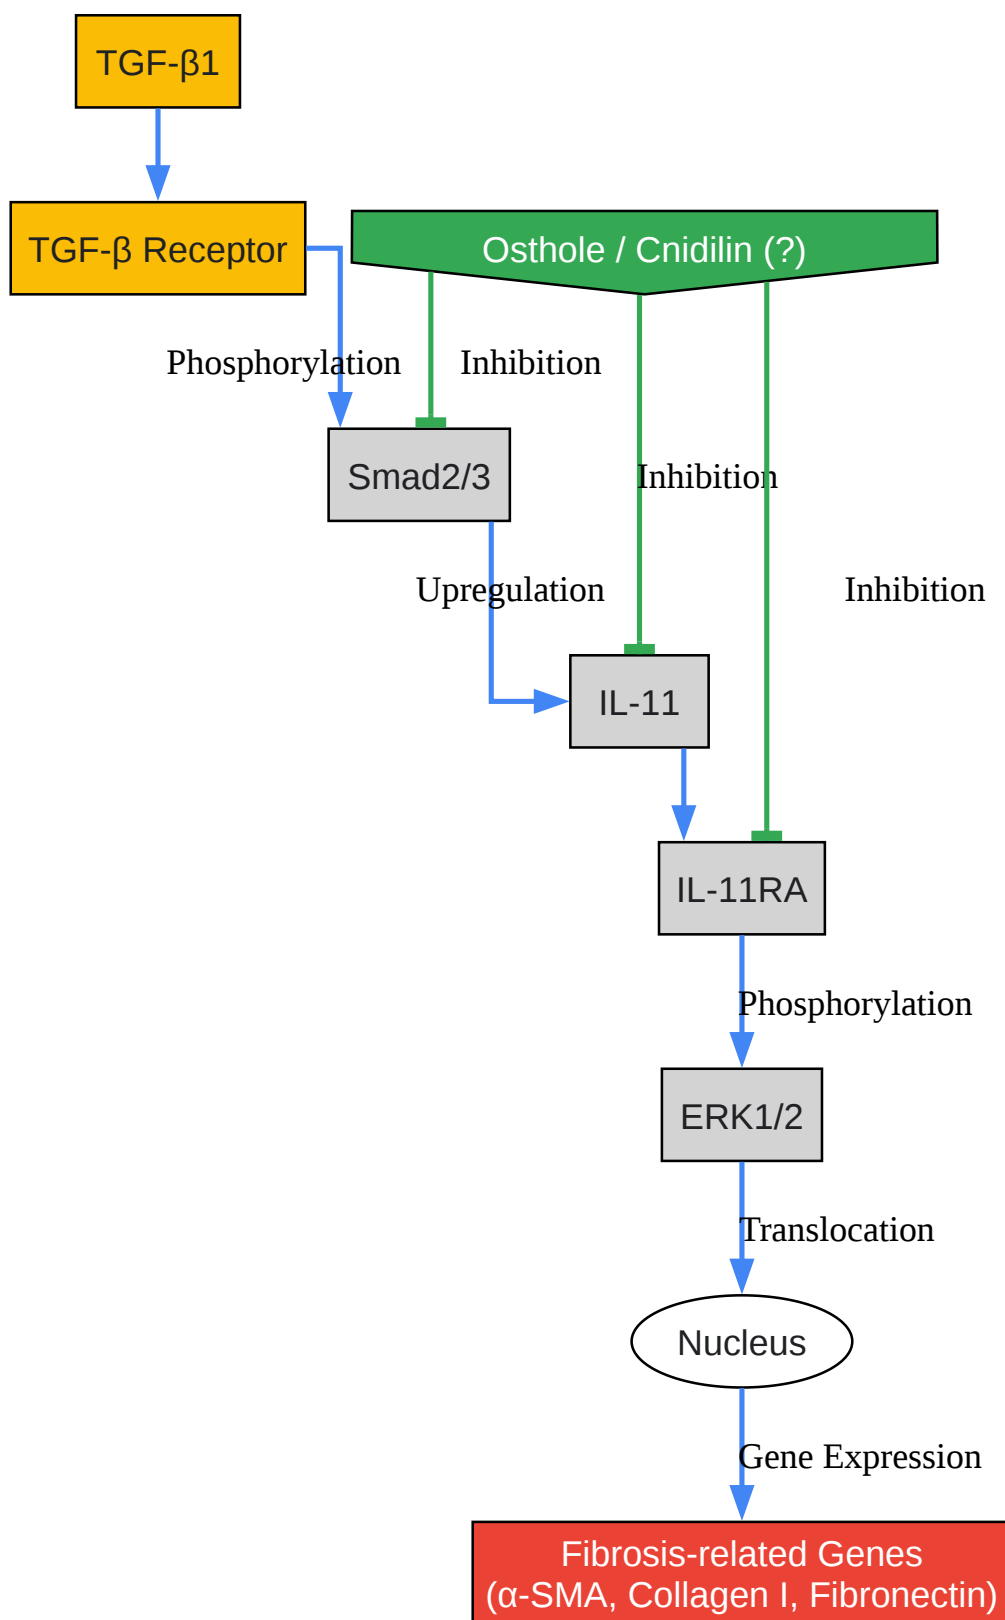 TGF-β1
TGF-β Receptor
Osthole / Cnidilin (?)
Phosphorylation
Inhibition
Smad2/3
Inhibition
Upregulation
Inhibition
IL-11
IL-11RA
Phosphorylation
ERK1/2
Translocation
Nucleus
Gene Expression
Fibrosis-related Genes
(α-SMA, Collagen I, Fibronectin)